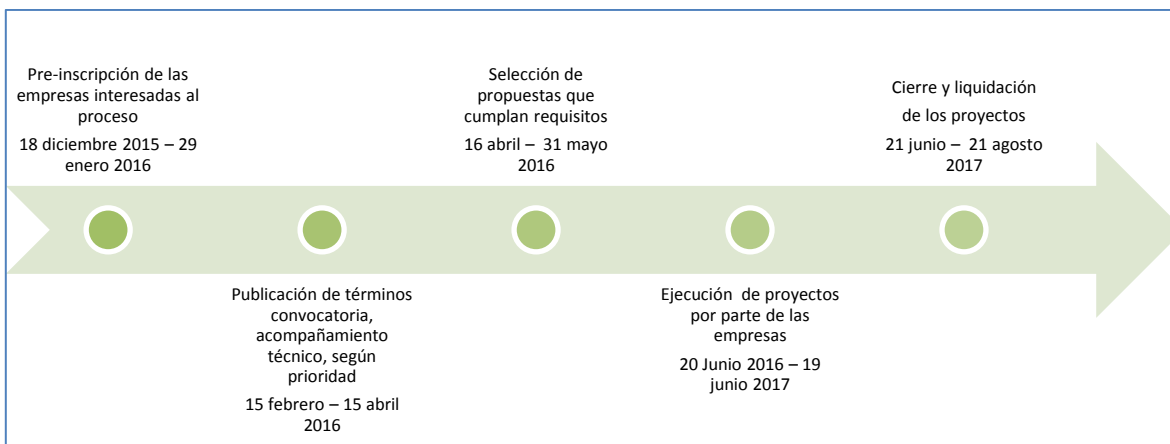 Pre-inscripción de las
empresas interesadas al
proceso
18 diciembre 2015 – 29
enero 2016
Publicación de términos
convocatoria,
acompañamiento
técnico, según
prioridad
15 febrero – 15 abril
2016
Selección de
propuestas que
cumplan requisitos
16 abril – 31 mayo
2016
Ejecución de proyectos
por parte de las
empresas
20 Junio 2016 – 19
junio 2017
Cierre y liquidación
de los proyectos
21 junio – 21 agosto
2017